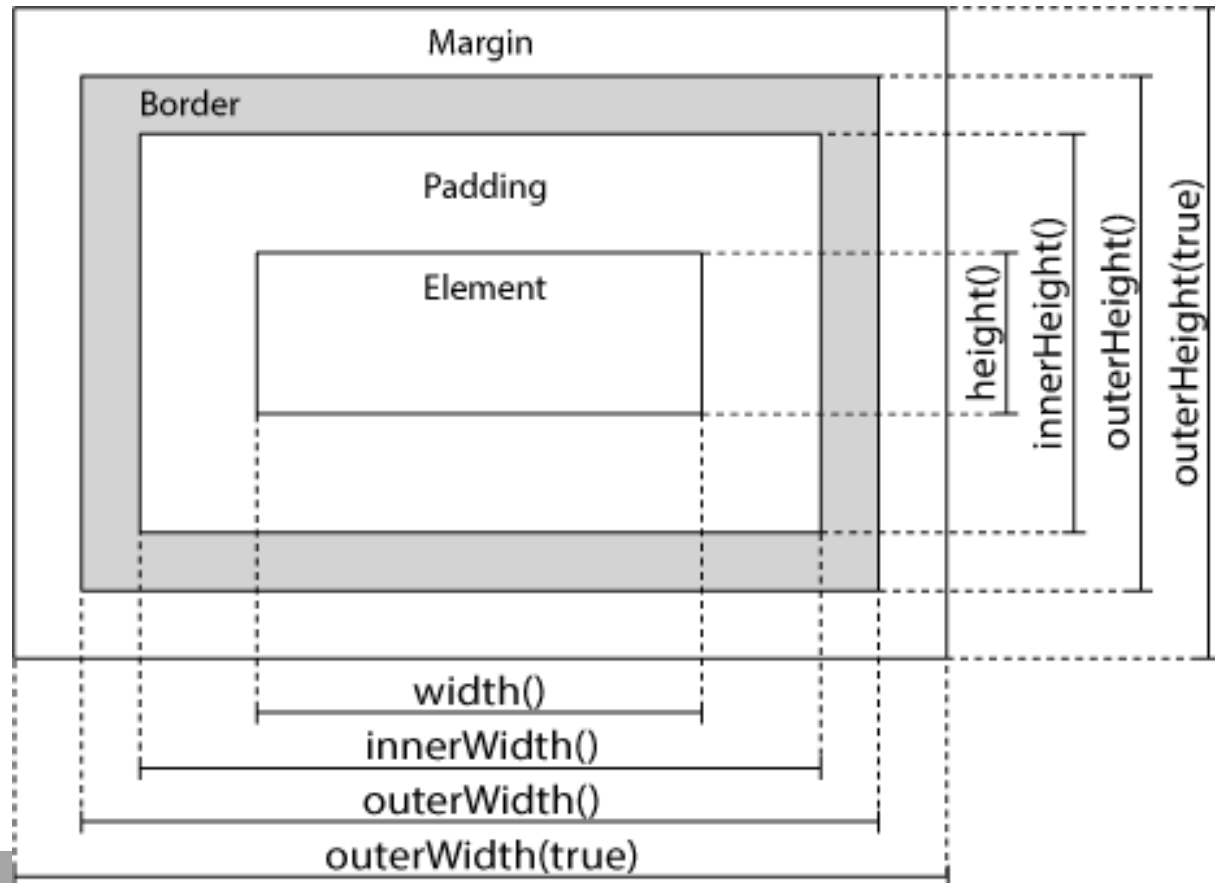 Margin
Border
Padding
Element
height()
innerHeight()
outerHeight()
outerHeight(true)
width()
innerWidth()
outerWidth()
outerWidth(true)